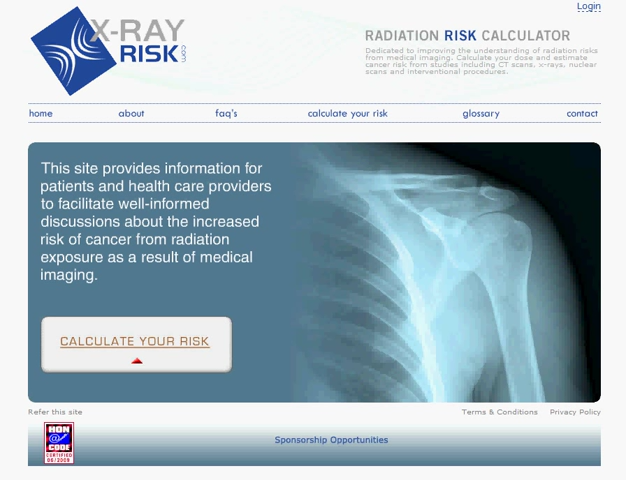 Login
X-RAY
RISK
.com
RADIATION RISK CALCULATOR
Dedicated to improving the understanding of radiation risks
from medical imaging. Calculate your dose and estimate
cancer risk from studies including CT scans, x-rays, nuclear
scans and interventional procedures.
home about faq's calculate your risk glossary contact
This site provides information for
patients and health care providers
to facilitate well-informed
discussions about the increased
risk of cancer from radiation
exposure as a result of medical
imaging.
CALCULATE YOUR RISK
Refer this site Terms & Conditions Privacy Policy
HON
@
CODE
CERTIFIED
06/2009
Sponsorship Opportunities